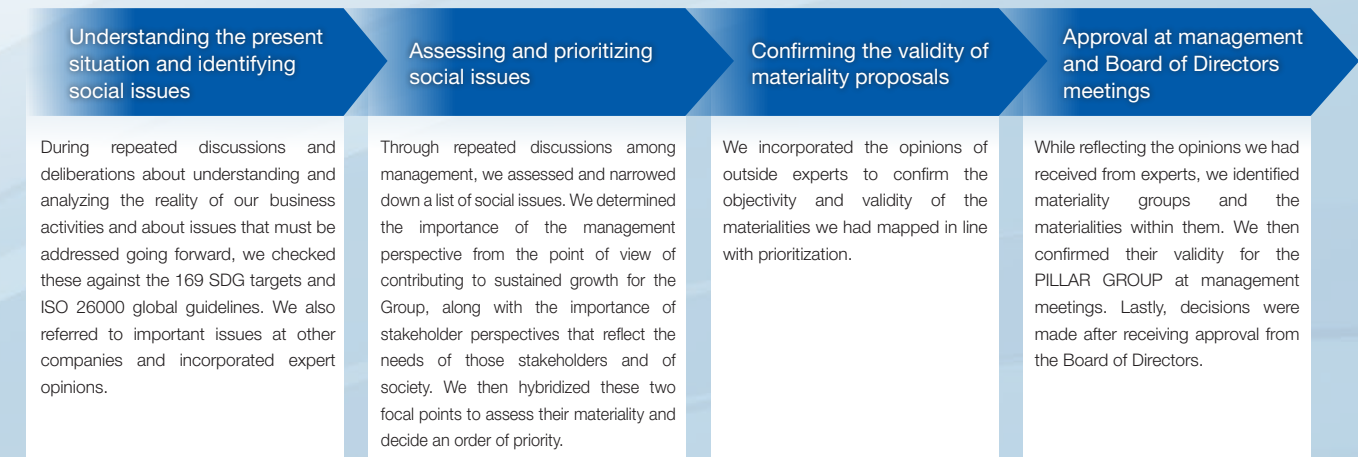 Understanding the present
situation and identifying
social issues
During repeated discussions and
deliberations about understanding and
analyzing the reality of our business
activities and about issues that must be
addressed going forward, we checked
these against the 169 SDG targets and
ISO 26000 global guidelines. We also
referred to important issues at other
companies and incorporated expert
opinions.
Assessing and prioritizing
social issues
Through repeated discussions among
management, we assessed and narrowed
down a list of social issues. We determined
the importance of the management
perspective from the point of view of
contributing to sustained growth for the
Group, along with the importance of
stakeholder perspectives that reflect the
needs of those stakeholders and of
society. We then hybridized these two
focal points to assess their materiality and
decide an order of priority.
Confirming the validity of
materiality proposals
We incorporated the opinions of
outside experts to confirm the
objectivity and validity of the
materialities we had mapped in line
with prioritization.
Approval at management
and Board of Directors
meetings
While reflecting the opinions we had
received from experts, we identified
materiality groups and the
materialities within them. We then
confirmed their validity for the
PILLAR GROUP at management
meetings. Lastly, decisions were
made after receiving approval from
the Board of Directors.